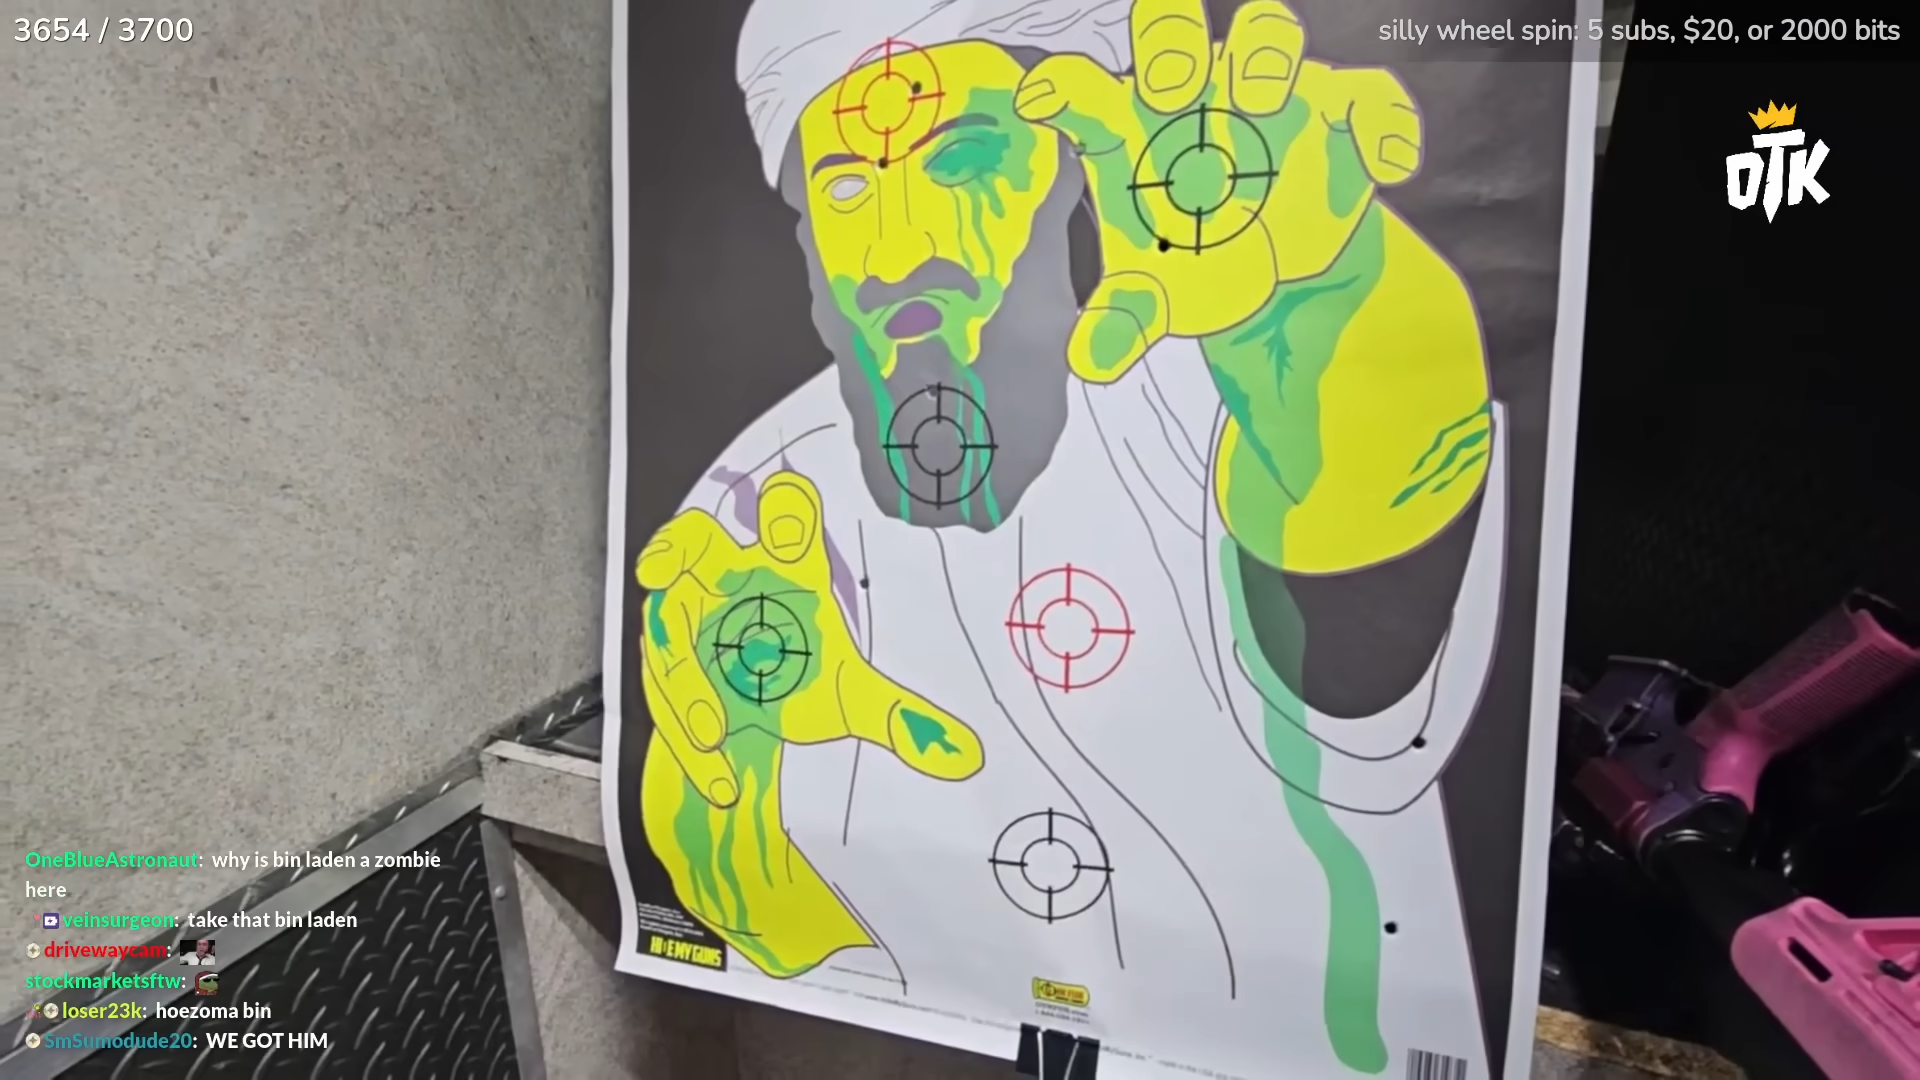 3654 / 3700
silly wheel spin: 5 subs, $20, or 2000 bits
OTK
OneBlueAstronaut: why is bin laden a zombie
here
veinsurgeon: take that bin laden
drivewaycam:
stockmarketsftw:
loser23k: hoezoma bin
SmSumodude20: WE GOT HIM